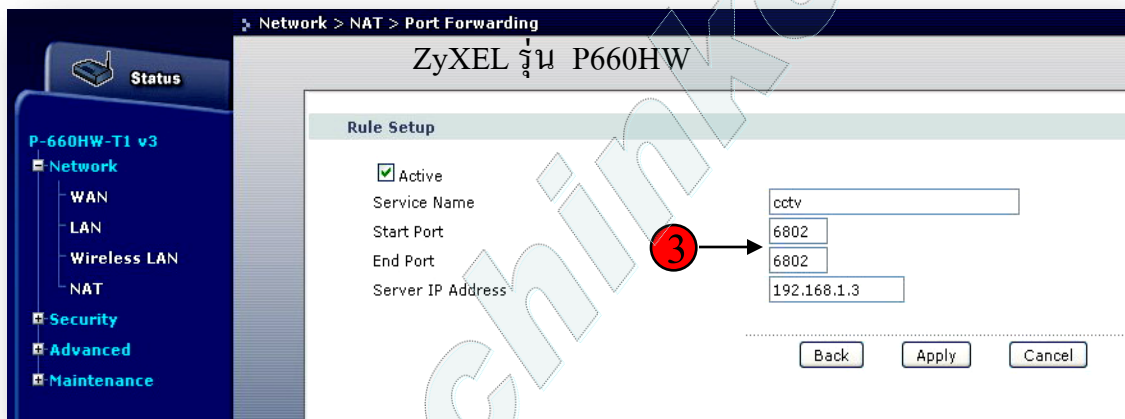 Network > NAT > Port Forwarding
ZyXEL รุ่น P660HW
Status
P-660HW-T1 v3
Network
WAN
LAN
Wireless LAN
NAT
Security
Advanced
Maintenance
Rule Setup
Active
Service Name cctv
Start Port 6802
3
End Port 6802
Server IP Address 192.168.1.3
Back Apply Cancel